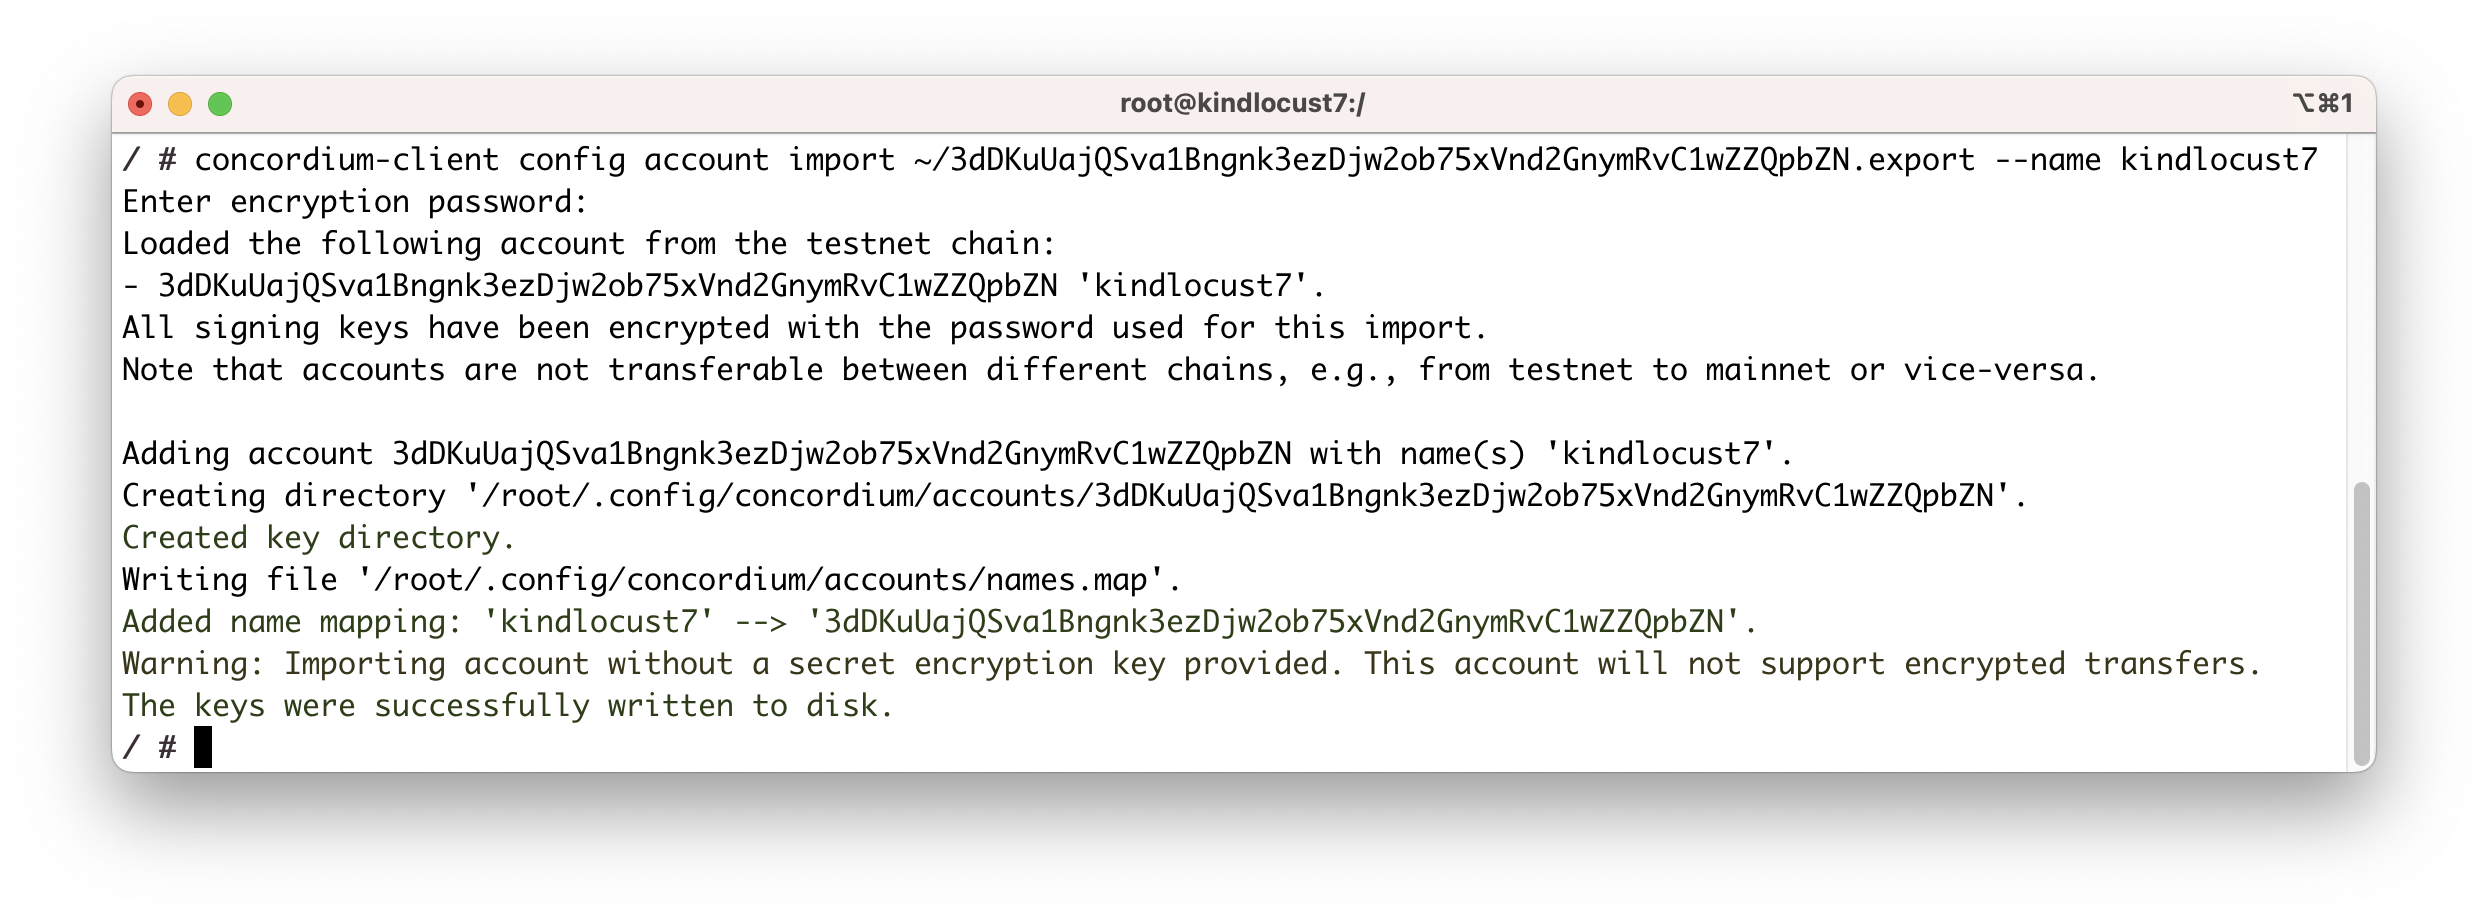 root@kindlocust7:/
⌥⌘1
/ # concordium-client config account import ~/3dDKuUajQSva1Bngnk3ezDjw2ob75xVnd2GnymRvC1wZZQpbZN.export --name kindlocust7
Enter encryption password:
Loaded the following account from the testnet chain:
- 3dDKuUajQSva1Bngnk3ezDjw2ob75xVnd2GnymRvC1wZZQpbZN 'kindlocust7'.
All signing keys have been encrypted with the password used for this import.
Note that accounts are not transferable between different chains, e.g., from testnet to mainnet or vice-versa.
Adding account 3dDKuUajQSva1Bngnk3ezDjw2ob75xVnd2GnymRvC1wZZQpbZN with name(s) 'kindlocust7'.
Creating directory '/root/.config/concordium/accounts/3dDKuUajQSva1Bngnk3ezDjw2ob75xVnd2GnymRvC1wZZQpbZN'.
Created key directory.
Writing file '/root/.config/concordium/accounts/names.map'.
Added name mapping: 'kindlocust7' --> '3dDKuUajQSva1Bngnk3ezDjw2ob75xVnd2GnymRvC1wZZQpbZN'.
Warning: Importing account without a secret encryption key provided. This account will not support encrypted transfers.
The keys were successfully written to disk.
/ #